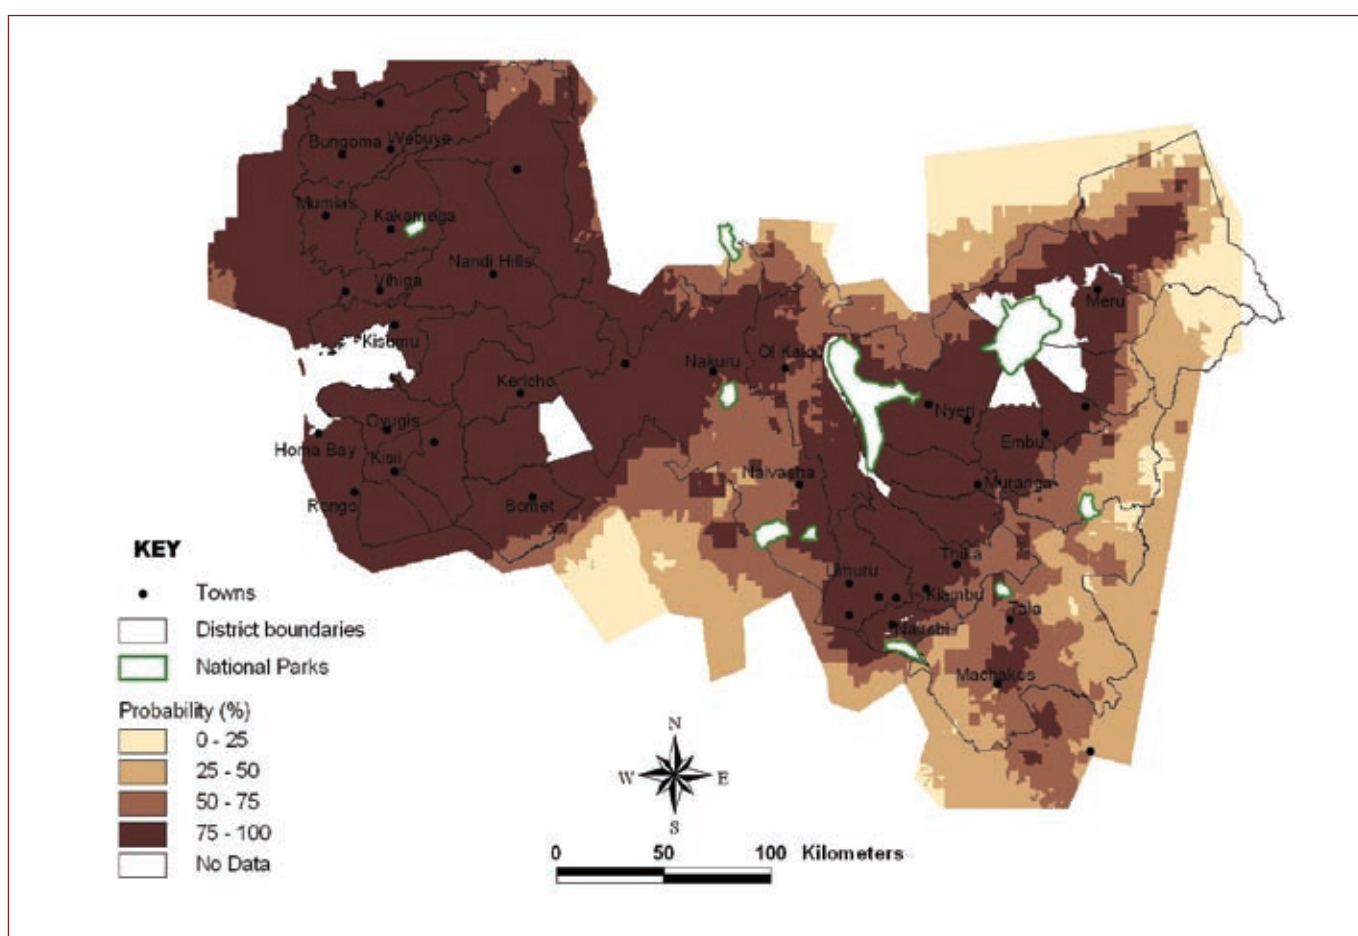 Bungoma
Webuye
Mumias
Kakamega
Nandi Hills
Vihiga
Meru
Kisumu
Nakuru
Ol Kalou
Kericho
Nyeri
Oyugis
Embu
Homa Bay
Kisii
Naivasha
Muranga
Rongo
Bomet
Thika
Umuru
Kiambu
Tala
Nairobi
Machakos
KEY
Towns
District boundaries
National Parks
Probability (%)
0 - 25
25 - 50
50 - 75
75 - 100
No Data
N
W E
S
0 50 100 Kilometers